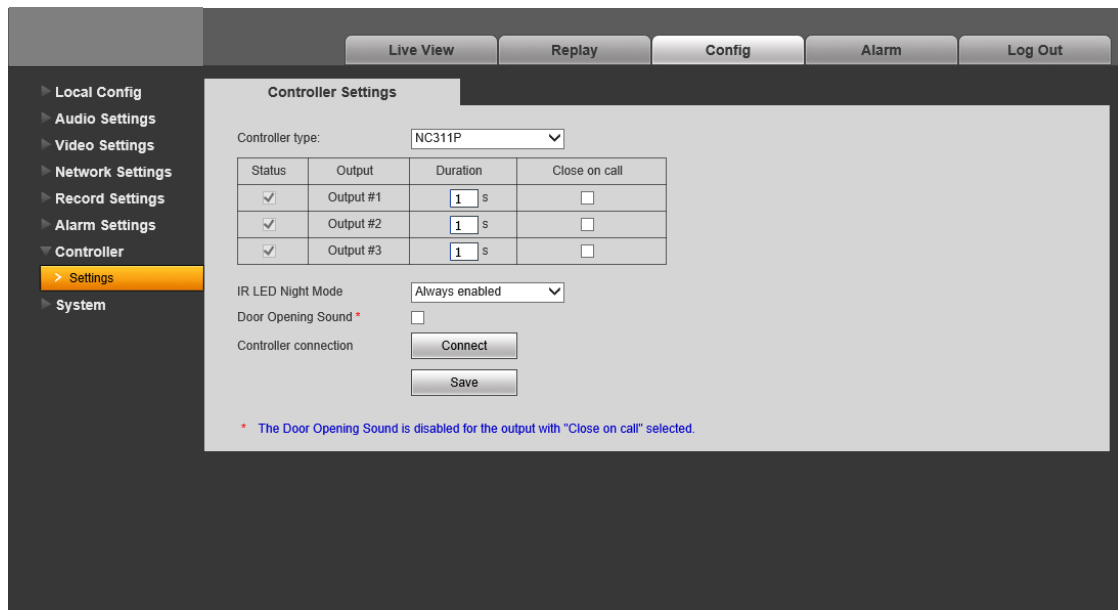 Live View Replay Config Alarm Log Out
Local Config
Audio Settings
Video Settings
Network Settings
Record Settings
Alarm Settings
Controller
> Settings
System
Controller Settings
Controller type: NC311P
Status Output Duration Close on call
Output #1 1 s
Output #2 1 s
Output #3 1 s
IR LED Night Mode Always enabled
Door Opening Sound *
Controller connection Connect
Save
* The Door Opening Sound is disabled for the output with "Close on call" selected.